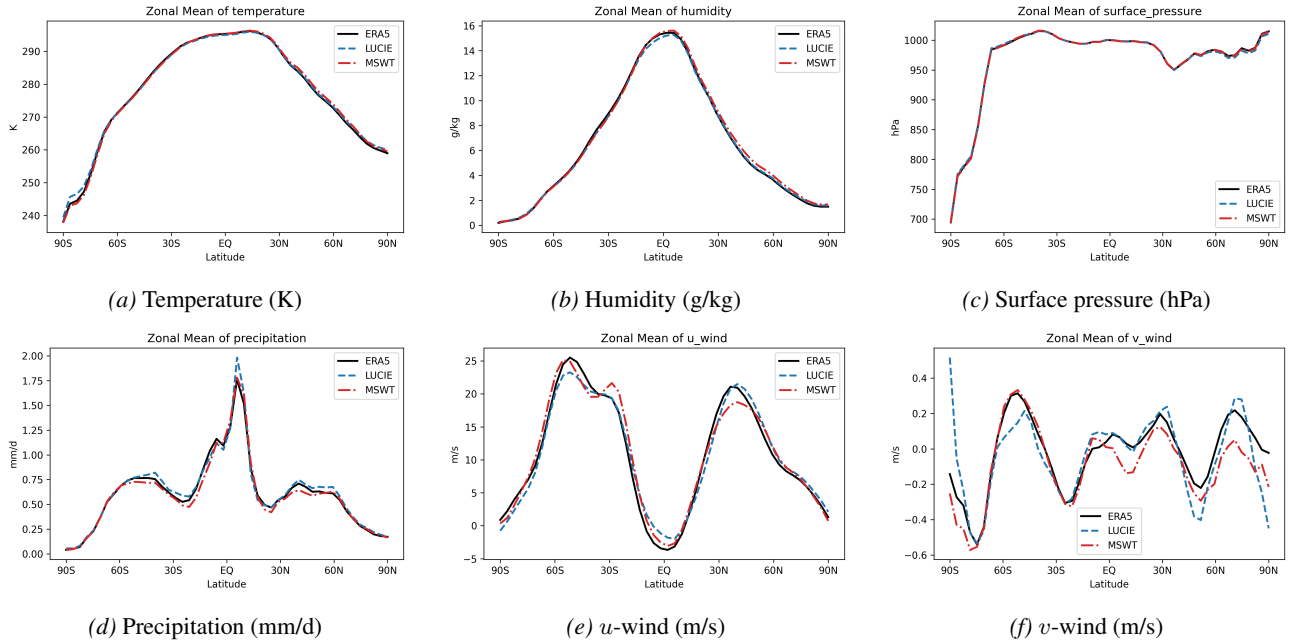 Zonal Mean of temperature
K
295
290
280
270
260
250
240
90S 60S 30S EQ 30N 60N 90N
Latitude
ERA5
LUCIE
MSWT
(a) Temperature (K)
Zonal Mean of humidity
g/kg
16
14
12
10
8
6
4
2
0
90S 60S 30S EQ 30N 60N 90N
Latitude
ERA5
LUCIE
MSWT
(b) Humidity (g/kg)
Zonal Mean of surface_pressure
hPa
1000
950
900
850
800
750
700
90S 60S 30S EQ 30N 60N 90N
Latitude
ERA5
LUCIE
MSWT
(c) Surface pressure (hPa)
Zonal Mean of precipitation
mm/d
2.00
1.75
1.50
1.25
1.00
0.75
0.50
0.25
0.00
90S 60S 30S EQ 30N 60N 90N
Latitude
ERA5
LUCIE
MSWT
(d) Precipitation (mm/d)
Zonal Mean of u_wind
m/s
25
20
15
10
5
0
−5
90S 60S 30S EQ 30N 60N 90N
Latitude
ERA5
LUCIE
MSWT
(e) u-wind (m/s)
Zonal Mean of v_wind
m/s
0.4
0.2
0.0
−0.2
−0.4
−0.6
90S 60S 30S EQ 30N 60N 90N
Latitude
ERA5
LUCIE
MSWT
(f) v-wind (m/s)